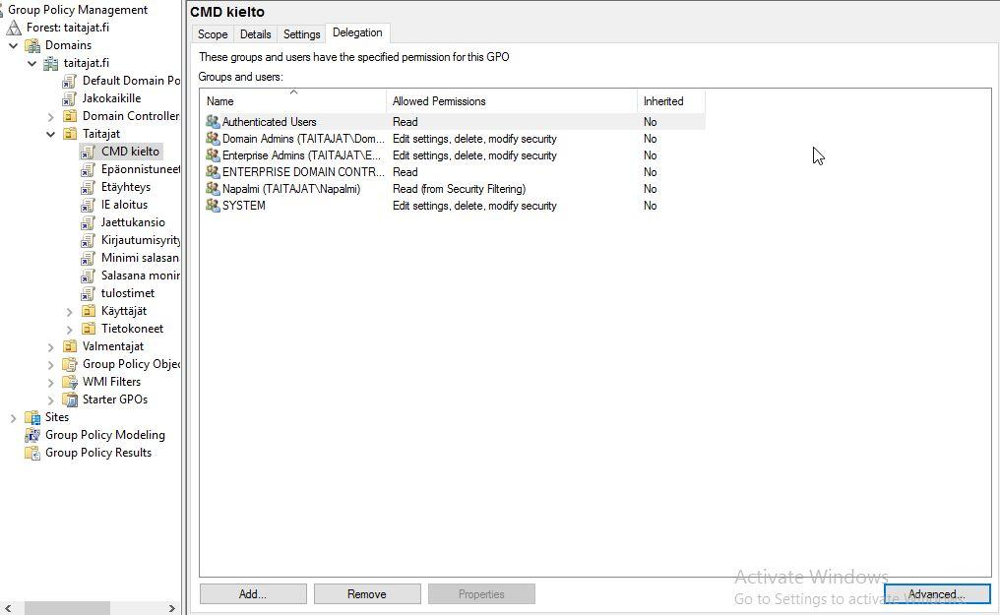 Group Policy Management
Forest: taitajat.fi
Domains
taitajat.fi
Default Domain Po
Jakokaikille
Domain Controller
Taitajat
CMD kielto
Epäonnistuneet
Etäyhteys
IE aloitus
Jaettukansio
Kirjautumisyrity
Minimi salasan
Salasana monir
tulostimet
Käyttäjät
Tietokoneet
Valmentajat
Group Policy Objec
WMI Filters
Starter GPOs
Sites
Group Policy Modeling
Group Policy Results
CMD kielto
Scope Details Settings Delegation
These groups and users have the specified permission for this GPO
Groups and users:
Name Allowed Permissions Inherited
Authenticated Users Read No
Domain Admins (TAITAJAT\Dom... Edit settings, delete, modify security No
Enterprise Admins (TAITAJAT\E... Edit settings, delete, modify security No
ENTERPRISE DOMAIN CONTR... Read No
Napalmi (TAITAJAT\Napalmi) Read (from Security Filtering) No
SYSTEM Edit settings, delete, modify security No
Activate Windows
Go to Settings to activate
Add... Remove Properties Advanced...